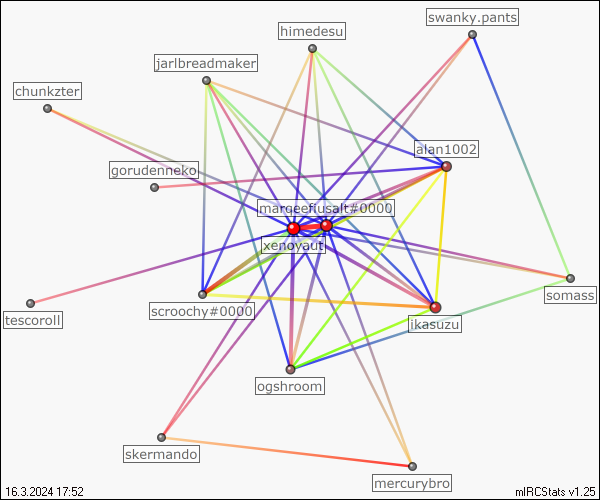 swanky.pants
himedesu
jarlbreadmaker
chunkzter
alan1002
gorudenneko
marqeefusalt#0000
xenoyaut
somass
scroochy#0000
tescoroll
ikasuzu
ogshroom
skermando
mercurybro
16.3.2024 17:52
mIRCStats v1.25